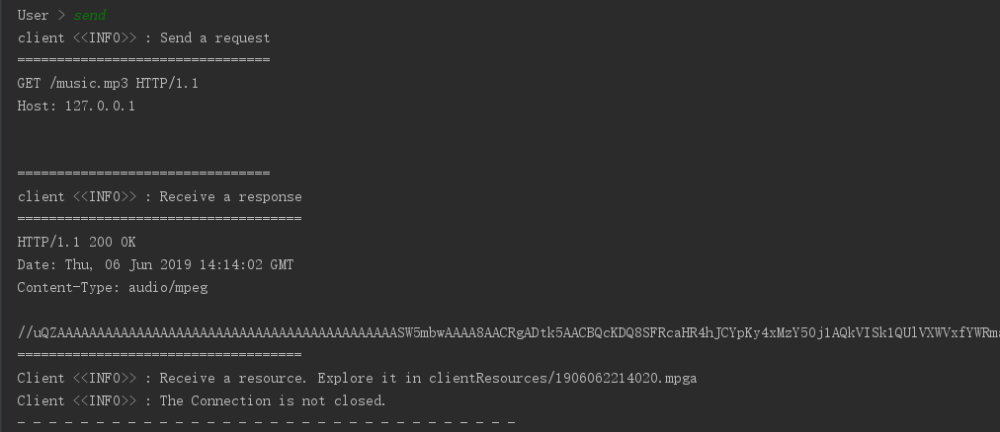 User > send
client <<INFO>> : Send a request
================================
GET /music.mp3 HTTP/1.1
Host: 127.0.0.1
================================
client <<INFO>> : Receive a response
====================================
HTTP/1.1 200 OK
Date: Thu, 06 Jun 2019 14:14:02 GMT
Content-Type: audio/mpeg
//uQZAAAAAAAAAAAAAAAAAAAAAAAAAAAAAAAAAAAAAAAAAAASW5mbwAAAA8AACRgADtk5AACBQcKDQ8SFRcaHR4hJCYpKy4xMzY50j1AQkVISk1QUlVXWVxfYWRm
====================================
Client <<INFO>> : Receive a resource. Explore it in clientResources/1906062214020.mpga
Client <<INFO>> : The Connection is not closed.
- - - - - - - - - - - - - - - - - - - - - - - - - - - - - - - -